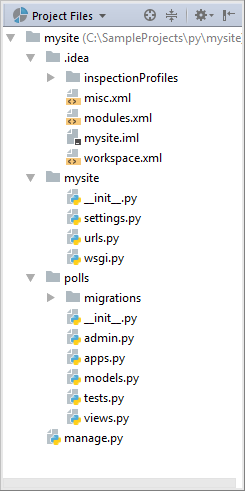 Project Files
mysite (C:\SampleProjects\py\mysite
.idea
inspectionProfiles
misc.xml
modules.xml
mysite.iml
workspace.xml
mysite
__init__.py
settings.py
urls.py
wsgi.py
polls
migrations
__init__.py
admin.py
apps.py
models.py
tests.py
views.py
manage.py